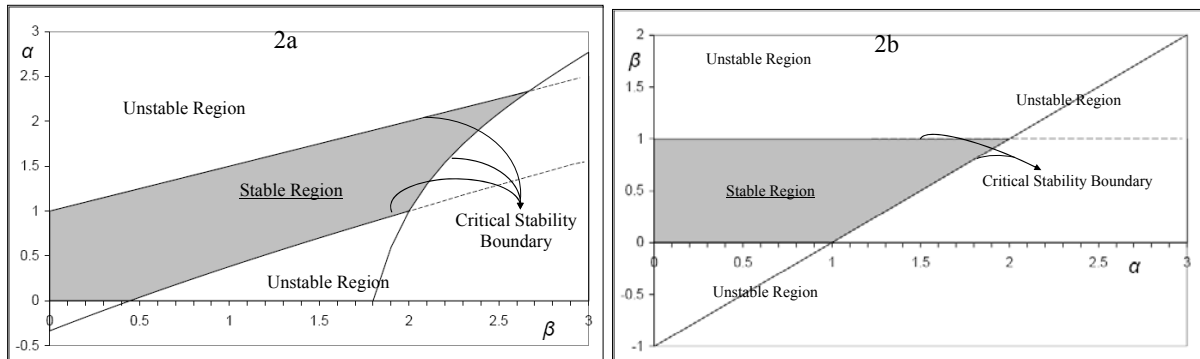 2a
3
α
2.5
Unstable Region
2
1.5
Stable Region
1
Critical Stability
Boundary
0.5
Unstable Region
0
0.5
1
1.5
2
2.5
3
β
-0.5
2b
2
β
Unstable Region
1.5
Unstable Region
1
Critical Stability Boundary
0.5
Stable Region
0
0.5
1
1.5
2
2.5
3
α
-0.5
Unstable Region
-1